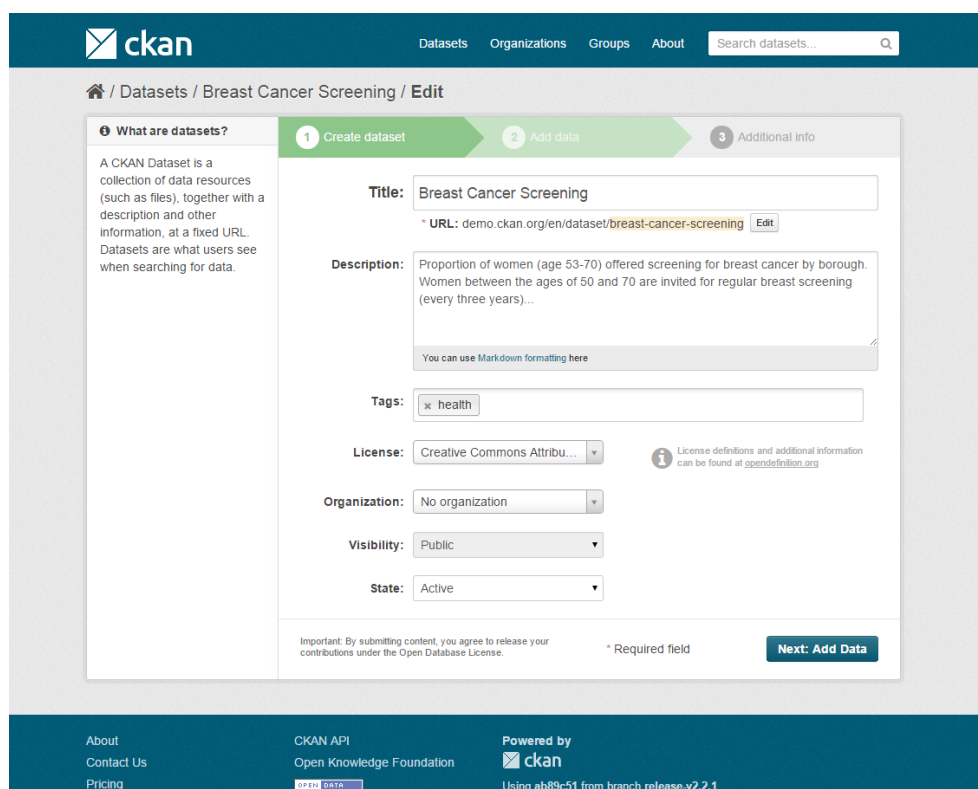 ckan
Datasets Organizations Groups About Search datasets...
/ Datasets / Breast Cancer Screening / Edit
What are datasets?
A CKAN Dataset is a
collection of data resources
(such as files), together with a
description and other
information, at a fixed URL.
Datasets are what users see
when searching for data.
1 Create dataset
2 Add data
3 Additional info
Title: Breast Cancer Screening
* URL: demo.ckan.org/en/dataset/breast-cancer-screening Edit
Description: Proportion of women (age 53-70) offered screening for breast cancer by borough.
Women between the ages of 50 and 70 are invited for regular breast screening
(every three years)...
You can use Markdown formatting here
Tags: x health
License: Creative Commons Attribu...
License definitions and additional information
can be found at opendefinition.org
Organization: No organization
Visibility: Public
State: Active
Important: By submitting content, you agree to release your
contributions under the Open Database License.
* Required field
Next: Add Data
About
Contact Us
Pricing
CKAN API
Open Knowledge Foundation
OPEN DATA
Powered by
ckan
Using ab89c51 from branch release-v2.2.1